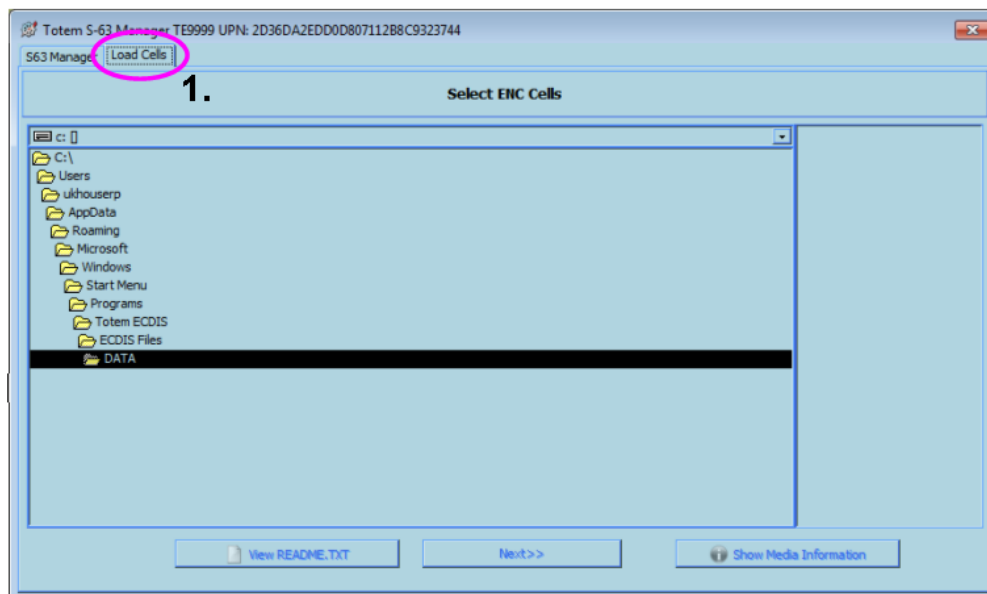 Totem S-63 Manager TE9999 UPN: 2D36DA2EDD0D807112B8C9323744
S63 Manager Load Cells
1.
Select ENC Cells
c: []
C:\
Users
ukhouserp
AppData
Roaming
Microsoft
Windows
Start Menu
Programs
Totem ECDIS
ECDIS Files
DATA
View README.TXT Next>> Show Media Information